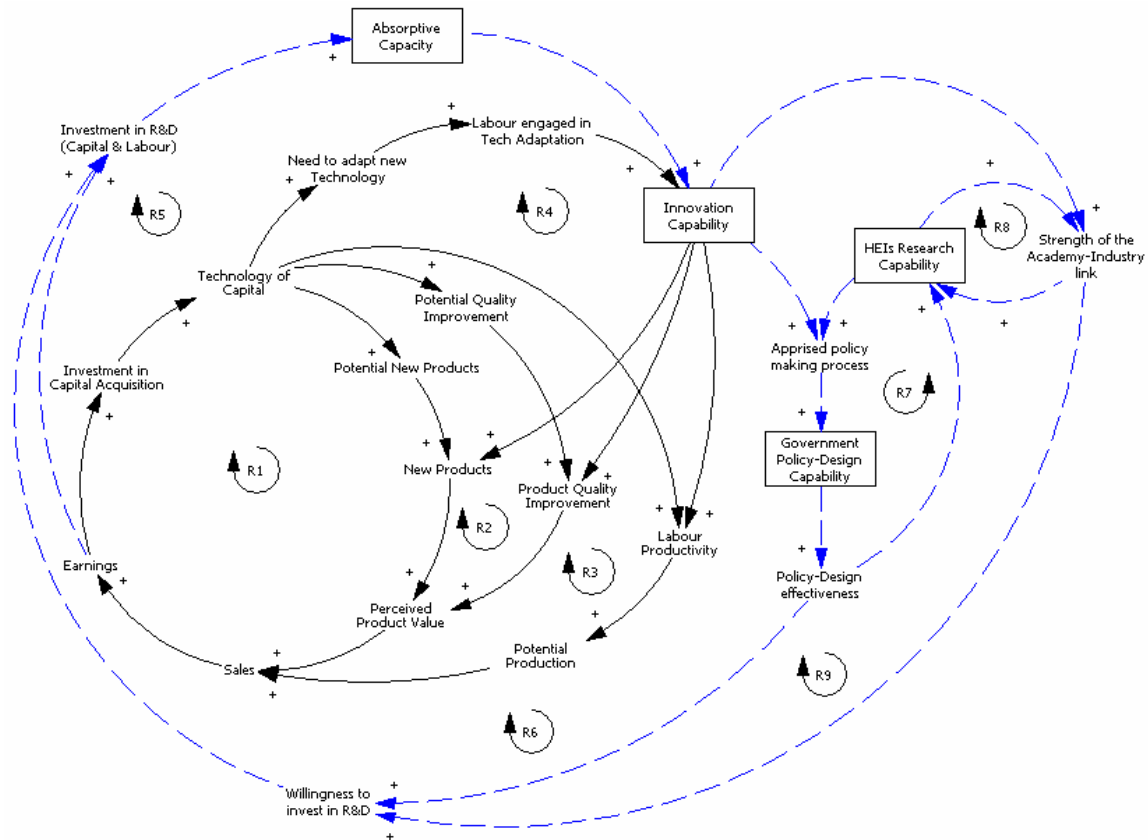 Absorptive
Capacity
+
+
Labour engaged in
Tech Adaptation
Investment in R&D
(Capital & Labour)
+
+
Need to adapt new
Technology
+
+
+
+
+
R5
R4
Innovation
Capability
HEIs Research
Capability
R8
+
Strength of the
Academy-Industry
link
Technology of
Capital
+
Potential Quality
Improvement
+
+
+
+
+
Apprised policy
making process
+
Potential New Products
Investment in
Capital Acquisition
+
R7
+
Government
Policy-Design
Capability
+
+
New Products
R1
+
+
Product Quality
Improvement
R2
+
+
Labour
Productivity
+
Policy-Design
effectiveness
Earnings
+
R3
+
+
Perceived
Product Value
+
Potential
Production
Sales
+
+
R9
R6
Willingness to
invest in R&D
+
+